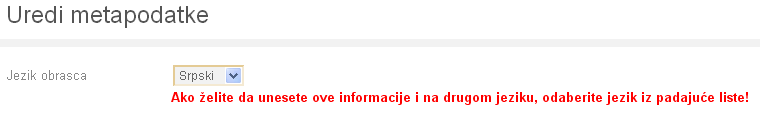 Uredi metapodatke
Jezik obrasca
Srpski
Ako želite da unesete ove informacije i na drugom jeziku, odaberite jezik iz padajuće liste!